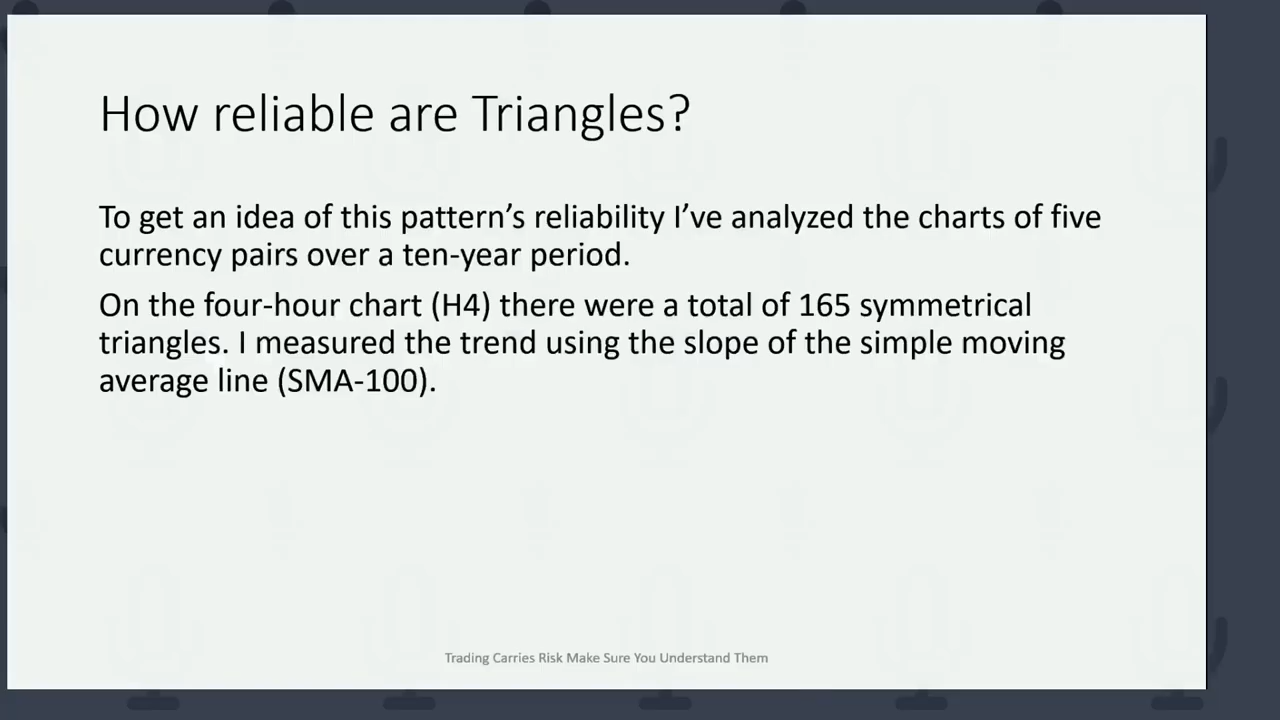 How reliable are Triangles?
To get an idea of this pattern’s reliability I’ve analyzed the charts of five
currency pairs over a ten-year period.
On the four-hour chart (H4) there were a total of 165 symmetrical
triangles. I measured the trend using the slope of the simple moving
average line (SMA-100).
Trading Carries Risk Make Sure You Understand Them